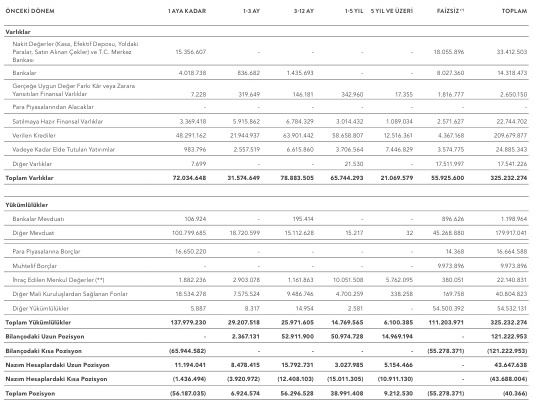 ÖNCEKİ DÖNEM 1 AYA KADAR 1-3 AY 3-12 AY 1-5 YIL 5 YIL VE ÜZERİ FAİZSİZ(*) TOPLAM
Varlıklar
Nakit Değerler (Kasa, Efektif Deposu, Yoldaki
Paralar, Satın Alınan Çekler) ve T.C. Merkez
Bankası 15.356.607 - - - - 18.055.896 33.412.503
Bankalar 4.018.738 836.682 1.435.693 - - 8.027.360 14.318.473
Gerçeğe Uygun Değer Farkı Kâr veya Zarara
Yansıtılan Finansal Varlıklar 7.228 319.649 146.181 342.960 17.355 1.816.777 2.650.150
Para Piyasalarından Alacaklar - - - - - - -
Satılmaya Hazır Finansal Varlıklar 3.369.418 5.915.862 6.784.329 3.014.432 1.089.034 2.571.627 22.744.702
Verilen Krediler 48.291.162 21.944.937 63.901.442 58.658.807 12.516.361 4.367.168 209.679.877
Vadeye Kadar Elde Tutulan Yatırımlar 983.796 2.557.519 6.615.860 3.706.564 7.446.829 3.574.775 24.885.343
Diğer Varlıklar 7.699 - - 21.530 - 17.511.997 17.541.226
Toplam Varlıklar 72.034.648 31.574.649 78.883.505 65.744.293 21.069.579 55.925.600 325.232.274
Yükümlülükler
Bankalar Mevduatı 106.924 - 195.414 - - 896.626 1.198.964
Diğer Mevduat 100.799.685 18.720.599 15.112.628 15.217 32 45.268.880 179.917.041
Para Piyasalarına Borçlar 16.650.220 - - - - 14.368 16.664.588
Muhtelif Borçlar - - - - - 9.973.896 9.973.896
İhraç Edilen Menkul Değerler (**) 1.882.236 2.903.078 1.161.863 10.051.508 5.762.095 380.051 22.140.831
Diğer Mali Kuruluşlardan Sağlanan Fonlar 18.534.278 7.575.524 9.486.746 4.700.259 338.258 169.758 40.804.823
Diğer Yükümlülükler 5.887 8.317 14.954 2.581 - 54.500.392 54.532.131
Toplam Yükümlülükler 137.979.230 29.207.518 25.971.605 14.769.565 6.100.385 111.203.971 325.232.274
Bilançodaki Uzun Pozisyon - 2.367.131 52.911.900 50.974.728 14.969.194 - 121.222.953
Bilançodaki Kısa Pozisyon (65.944.582) - - - - (55.278.371) (121.222.953)
Nazım Hesaplardaki Uzun Pozisyon 11.194.041 8.478.415 15.792.731 3.027.985 5.154.466 - 43.647.638
Nazım Hesaplardaki Kısa Pozisyon (1.436.494) (3.920.972) (12.408.103) (15.011.305) (10.911.130) - (43.688.004)
Toplam Pozisyon (56.187.035) 6.924.574 56.296.528 38.991.408 9.212.530 (55.278.371) (40.366)